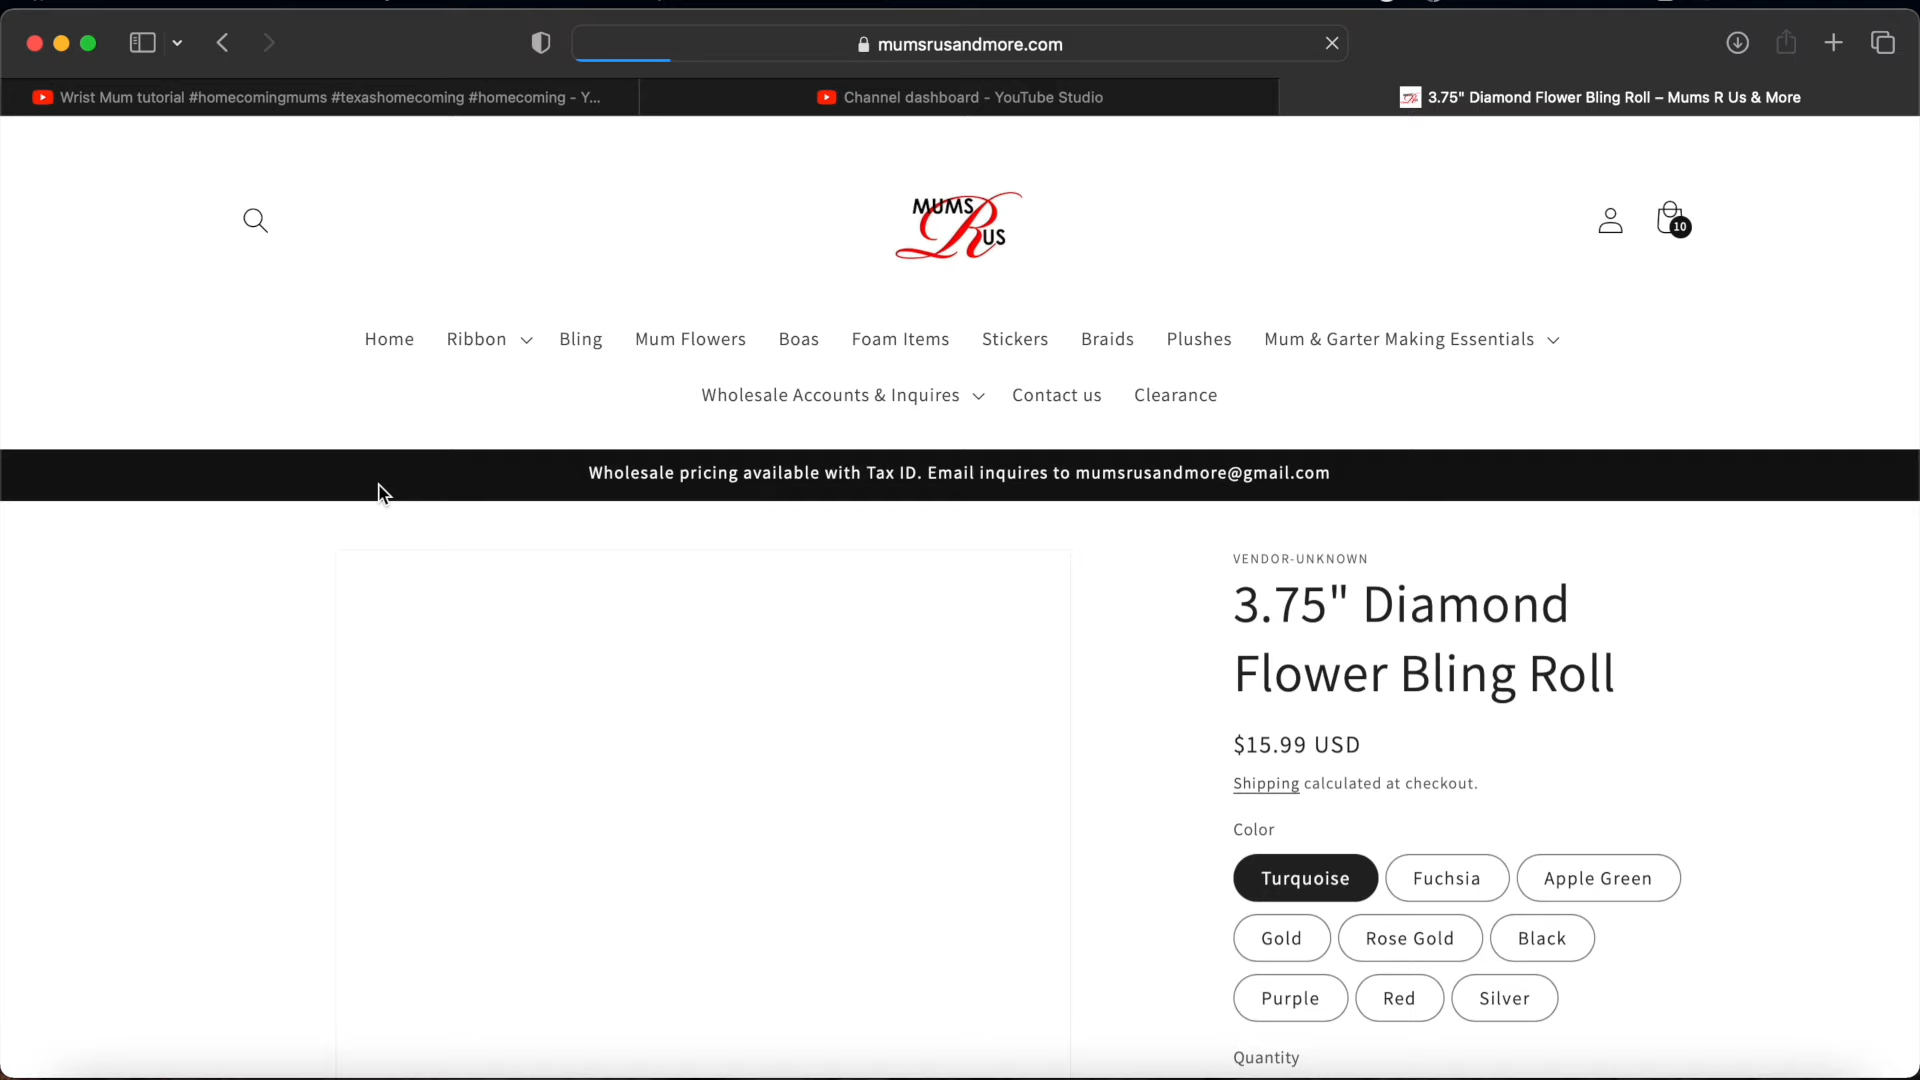 mumsrusandmore.com
Wrist Mum tutorial #homecomingmums #texashomecoming #homecoming - Y...
Channel dashboard - YouTube Studio
3.75" Diamond Flower Bling Roll – Mums R Us & More
MUMS
R US
10
Home Ribbon Bling Mum Flowers Boas Foam Items Stickers Braids Plushes Mum & Garter Making Essentials
Wholesale Accounts & Inquires Contact us Clearance
Wholesale pricing available with Tax ID. Email inquires to mumsrusandmore@gmail.com
VENDOR-UNKNOWN
3.75" Diamond
Flower Bling Roll
$15.99 USD
Shipping calculated at checkout.
Color
Turquoise Fuchsia Apple Green
Gold Rose Gold Black
Purple Red Silver
Quantity